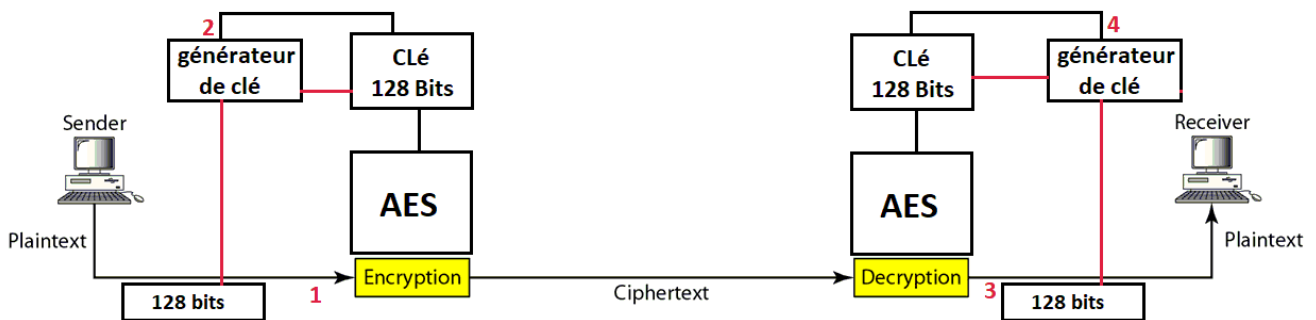 2
générateur
de clé
CLé
128 Bits
Sender
AES
Plaintext
Encryption
1
128 bits
Ciphertext
CLé
128 Bits
4
générateur
de clé
Receiver
AES
Plaintext
Decryption
3
128 bits